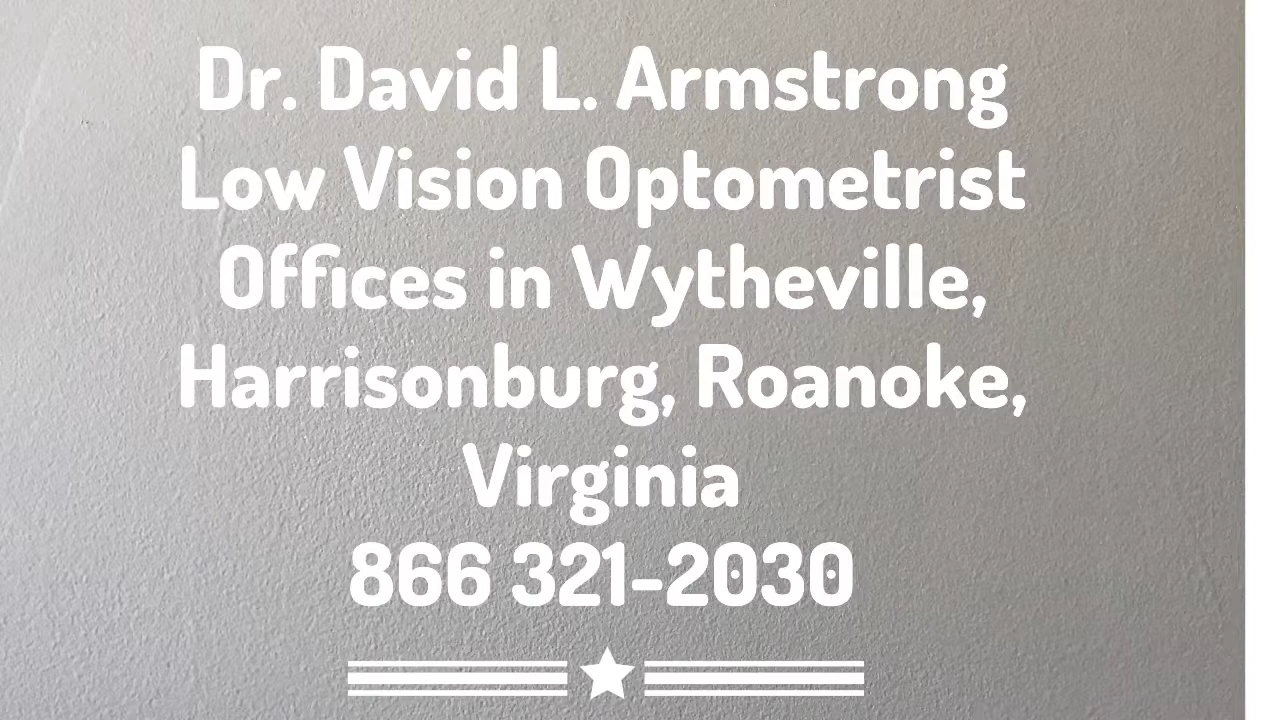 Dr. David L. Armstrong
Low Vision Optometrist
Offices in Wytheville,
Harrisonburg, Roanoke,
Virginia
866 321-2030